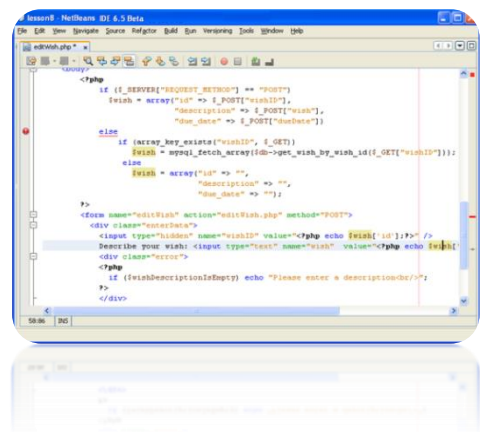 lesson8 - NetBeans IDE 6.5 Beta
File Edit View Navigate Source Refactor Build Run Versioning Tools Window Help
editWish.php *
<body>
<?php
if ($_SERVER["REQUEST_METHOD"] == "POST")
$wish = array("id" => $_POST["wishID"],
"description" => $_POST["wish"],
"due_date" => $_POST["dueDate"])
else
if (array_key_exists("wishID", $_GET))
$wish = mysql_fetch_array($db->get_wish_by_wish_id($_GET["wishID"]));
else
$wish = array("id" => "",
"description" => "",
"due_date" => "");
?>
<form name="editWish" action="editWish.php" method="POST">
<div class="enterData">
<input type="hidden" name="wishID" value="<?php echo $wish['id'];?>" />
Describe your wish: <input type="text" name="wish" value="<?php echo $wish['
<div class="error">
<?php
if ($wishDescriptionIsEmpty) echo "Please enter a description<br/>";
?>
</div>
58:86 INS